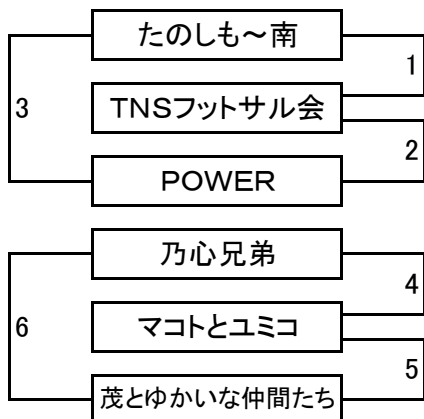 たのしも～南
1
3
TNSフットサル会
2
POWER
乃心兄弟
4
6
マコトとユミコ
5
茂とゆかいな仲間たち